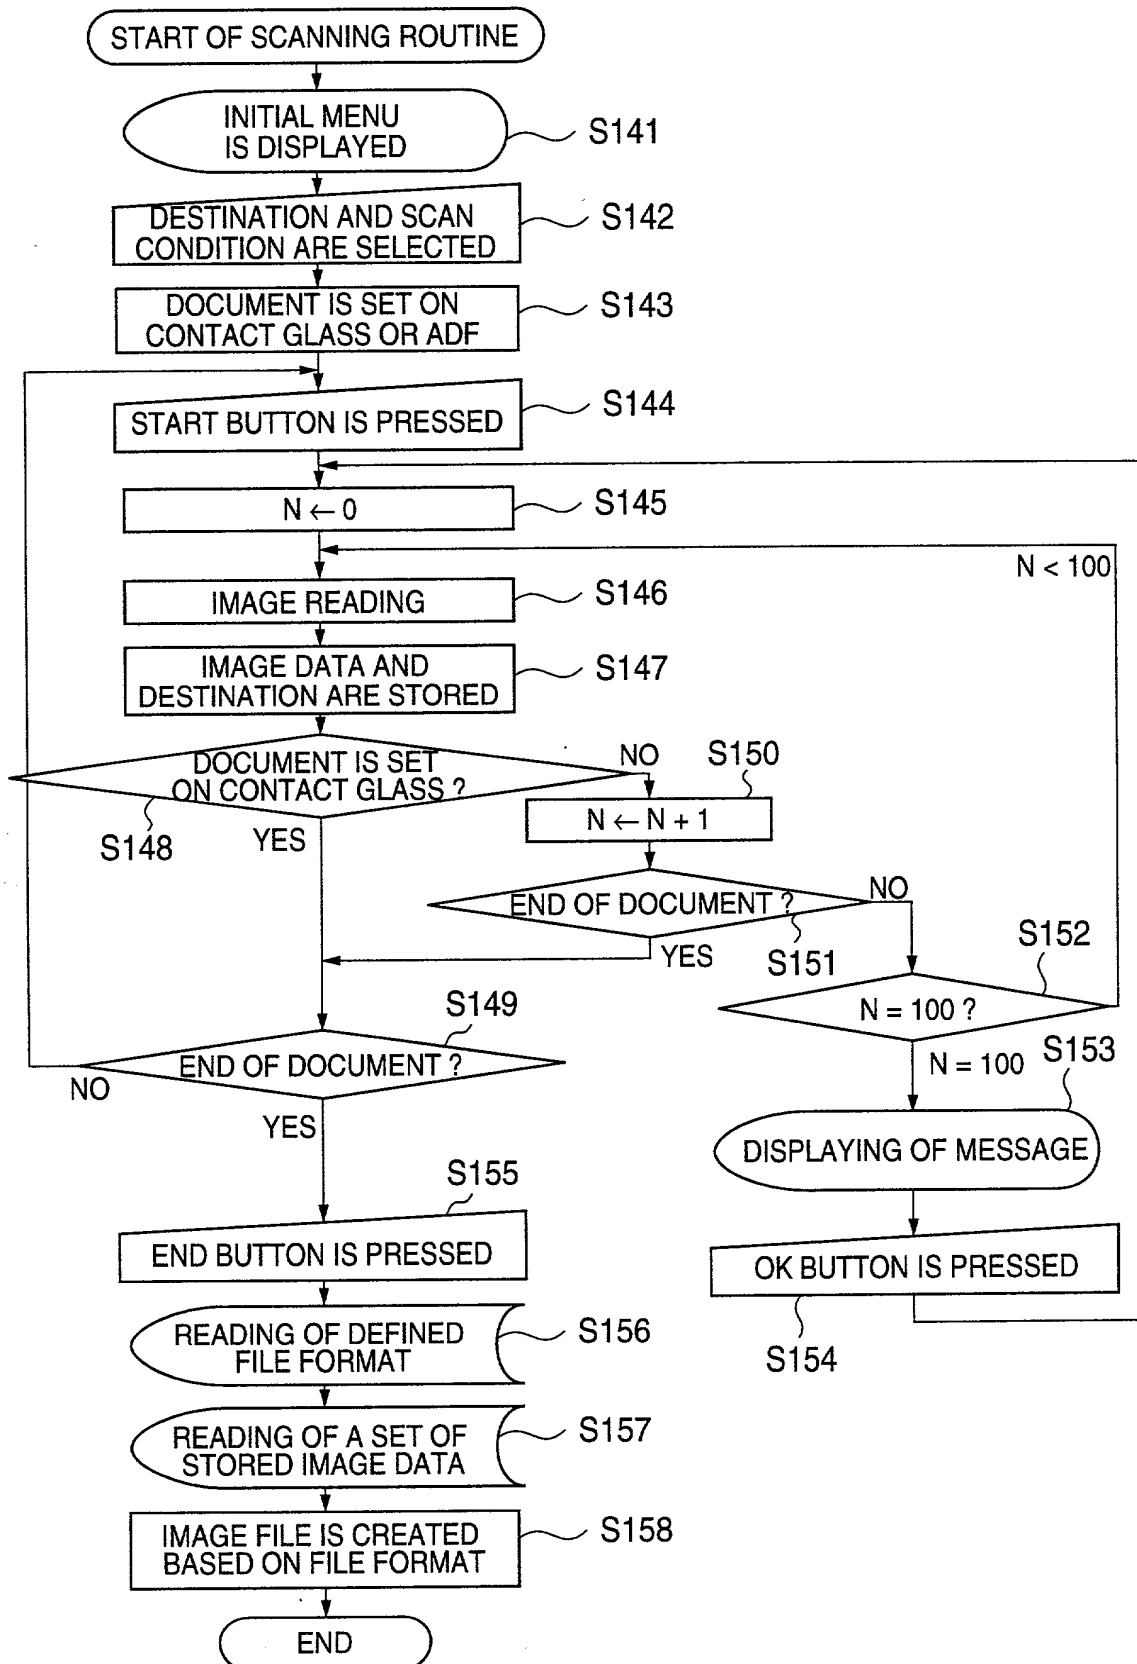 START OF SCANNING ROUTINE
INITIAL MENU
IS DISPLAYED
S141
DESTINATION AND SCAN
CONDITION ARE SELECTED
S142
DOCUMENT IS SET ON
CONTACT GLASS OR ADF
S143
START BUTTON IS PRESSED
S144
N ← 0
S145
N < 100
IMAGE READING
S146
IMAGE DATA AND
DESTINATION ARE STORED
S147
DOCUMENT IS SET
ON CONTACT GLASS ?
NO
S148
YES
S150
N ← N + 1
END OF DOCUMENT ?
NO
S151
YES
S152
N = 100 ?
S149
END OF DOCUMENT ?
NO
YES
N = 100
S153
DISPLAYING OF MESSAGE
S155
END BUTTON IS PRESSED
OK BUTTON IS PRESSED
S154
READING OF DEFINED
FILE FORMAT
S156
READING OF A SET OF
STORED IMAGE DATA
S157
IMAGE FILE IS CREATED
BASED ON FILE FORMAT
S158
END